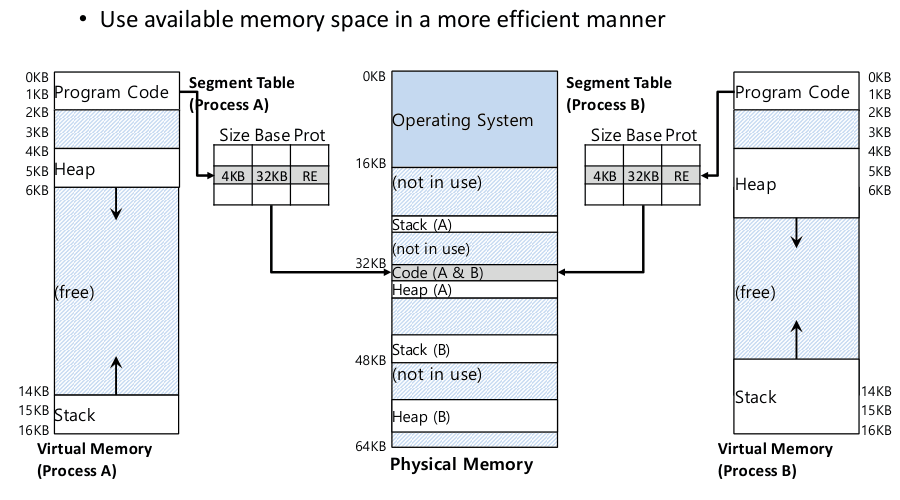 • Use available memory space in a more efficient manner
0KB
1KB
2KB
3KB
4KB
5KB
6KB
14KB
15KB
16KB
Program Code
Heap
(free)
Stack
Virtual Memory
(Process A)
Segment Table
(Process A)
Size Base Prot
4KB 32KB RE
0KB
16KB
32KB
48KB
64KB
Operating System
(not in use)
Stack (A)
(not in use)
Code (A & B)
Heap (A)
Stack (B)
(not in use)
Heap (B)
Physical Memory
Segment Table
(Process B)
Size Base Prot
4KB 32KB RE
Program Code
Heap
(free)
Stack
0KB
1KB
2KB
3KB
4KB
5KB
6KB
14KB
15KB
16KB
Virtual Memory
(Process B)